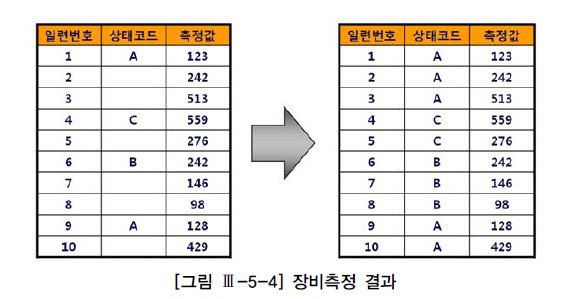 일련번호 상태코드 측정값
1 A 123
2 242
3 513
4 C 559
5 276
6 B 242
7 146
8 98
9 A 128
10 429
일련번호 상태코드 측정값
1 A 123
2 A 242
3 A 513
4 C 559
5 C 276
6 B 242
7 B 146
8 B 98
9 A 128
10 A 429
[그림 Ⅲ-5-4] 장비측정 결과